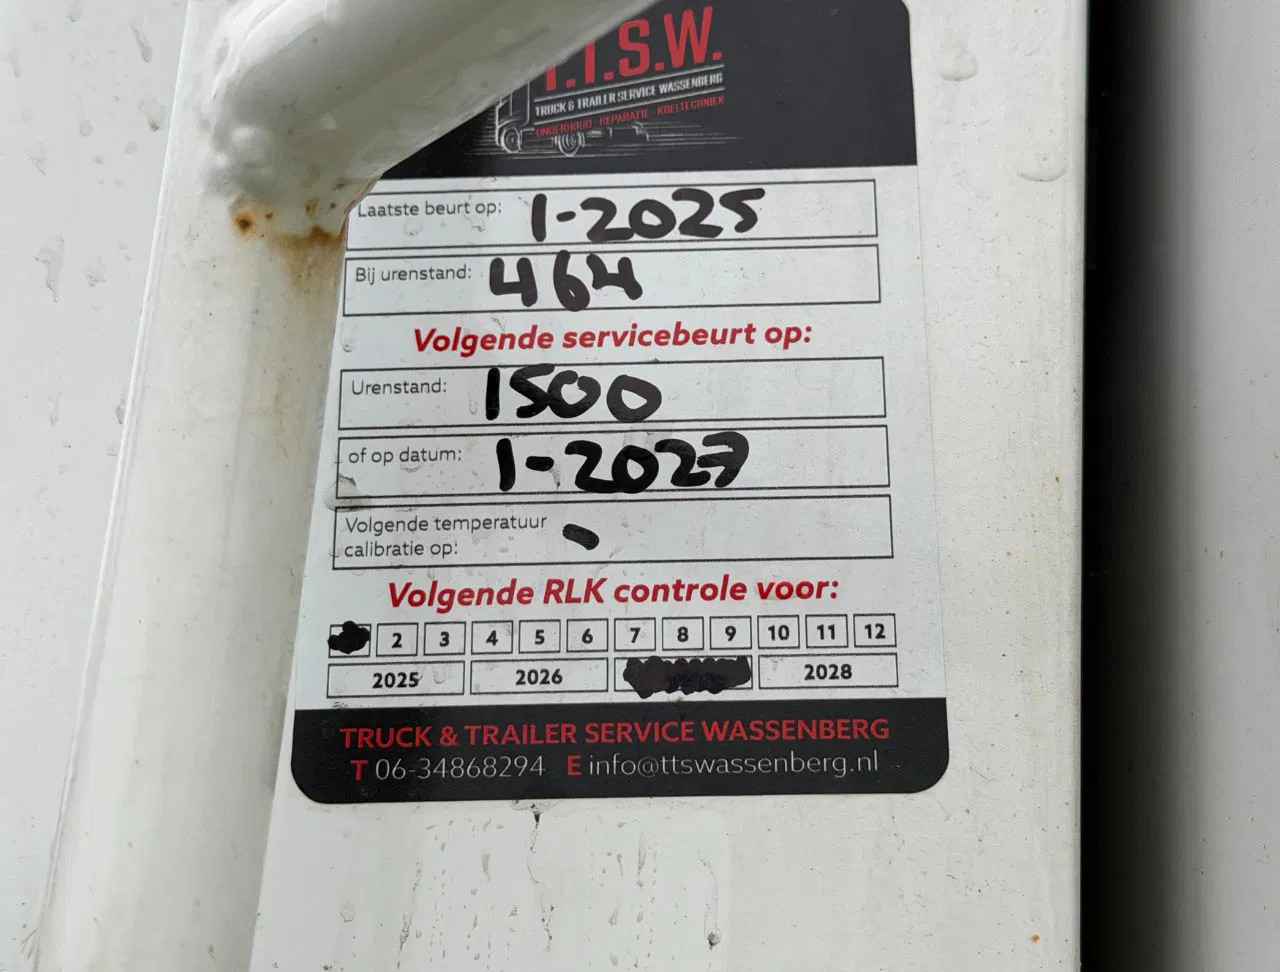 T.T.S.W.
TRUCK & TRAILER SERVICE WASSENBERG
ONDERHOUD - REPARATIE - KOELTECHNIEK
Laatste beurt op: 1-2025
Bij urenstand: 464
Volgende servicebeurt op:
Urenstand: 1500
of op datum: 1-2027
Volgende temperatuur -
calibratie op:
Volgende RLK controle voor:
2 3 4 5 6 7 8 9 10 11 12
2025 2026 2028
TRUCK & TRAILER SERVICE WASSENBERG
T 06-34868294 E info@ttswassenberg.nl